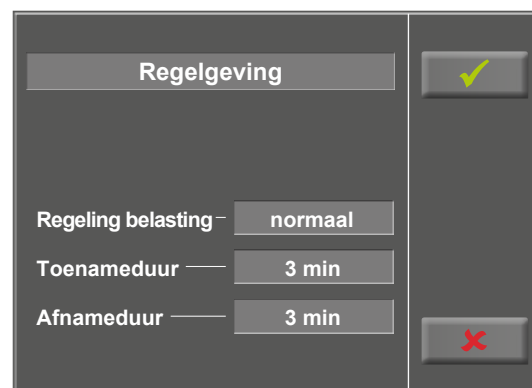 Regelgeving
Regeling belasting normaal
Toenameduur 3 min
Afnameduur 3 min